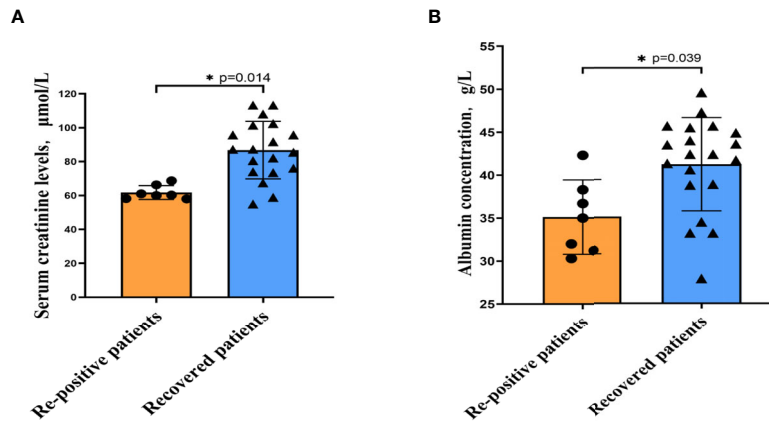 A
Serum creatinine levels, μmol/L
120
100
80
60
40
20
0
* p=0.014
Re-positive patients
Recovered patients
B
Albumin concentration, g/L
55
50
45
40
35
30
25
* p=0.039
Re-positive patients
Recovered patients